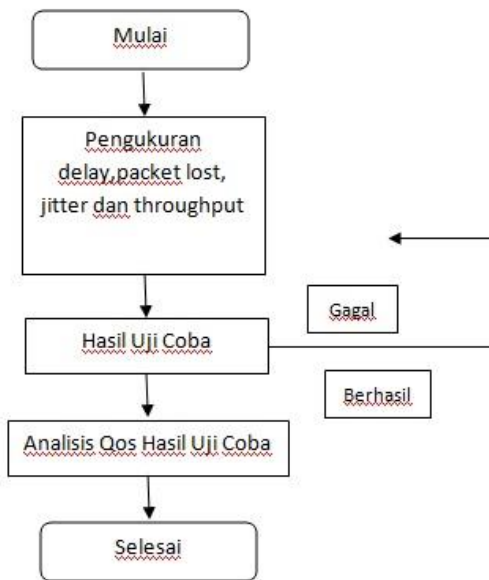 Mulai
Pengukuran
delay,packet lost,
jitter dan throughput
Gagal
Hasil Uji Coba
Berhasil
Analisis Qos Hasil Uji Coba
Selesai